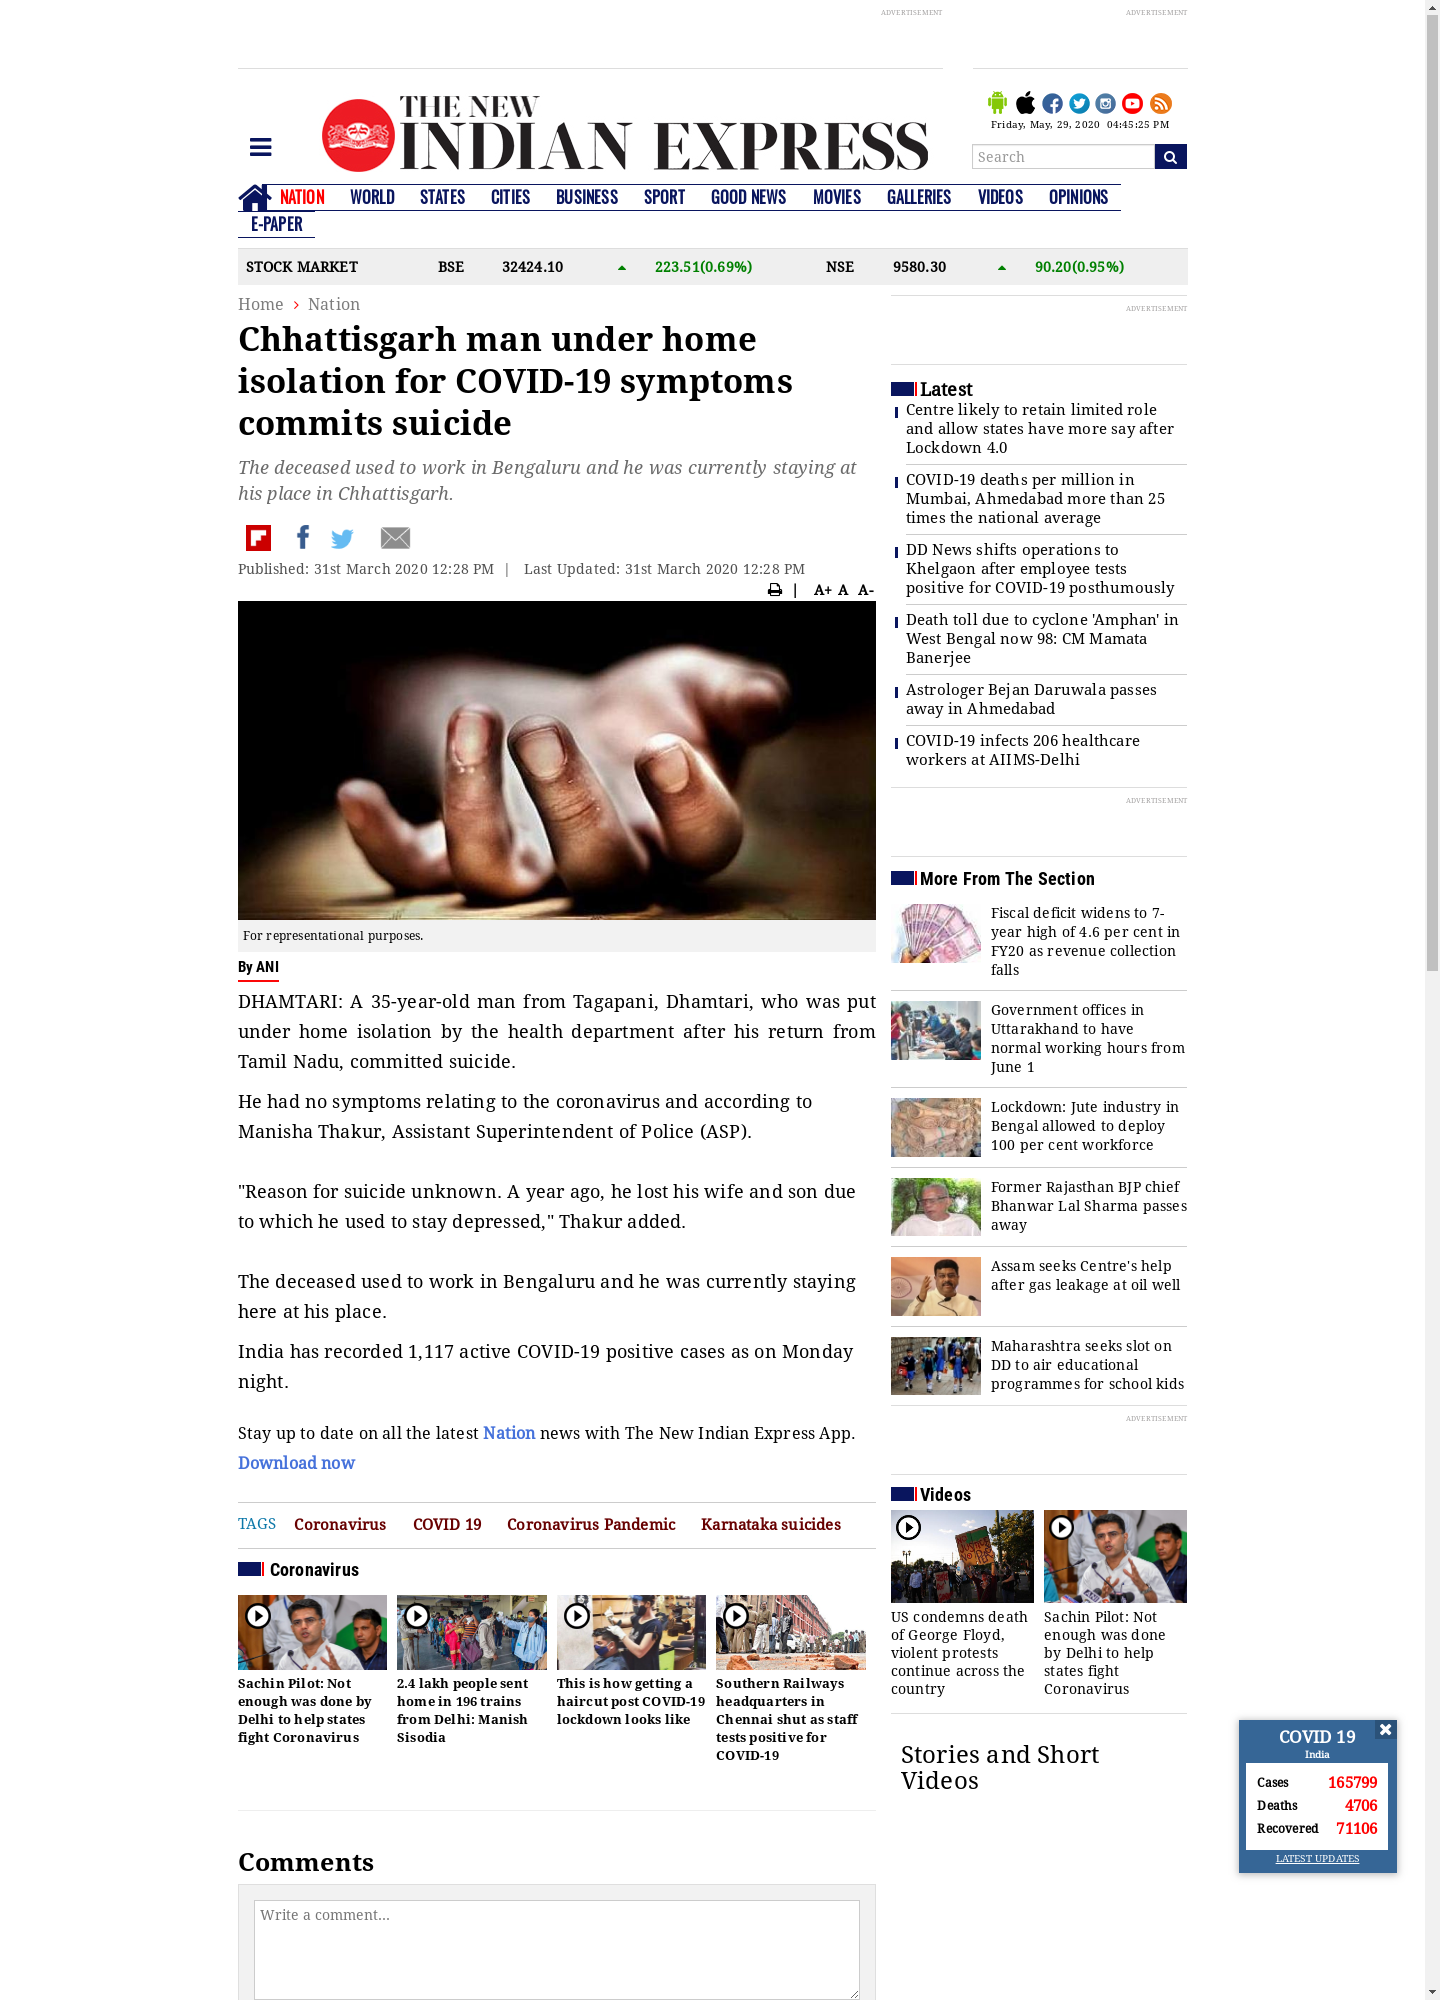 ADVERTISEMENT
ADVERTISEMENT
THE NEW
INDIAN EXPRESS
Friday, May, 29, 2020 04:45:25 PM
Search
NATION WORLD STATES CITIES BUSINESS SPORT GOOD NEWS MOVIES GALLERIES VIDEOS OPINIONS
E-PAPER
STOCK MARKET BSE 32424.10 223.51(0.69%) NSE 9580.30 90.20(0.95%)
Home Nation
Chhattisgarh man under home
isolation for COVID-19 symptoms
commits suicide
The deceased used to work in Bengaluru and he was currently staying at
his place in Chhattisgarh.
Published: 31st March 2020 12:28 PM | Last Updated: 31st March 2020 12:28 PM
| A+ A A-
For representational purposes.
By ANI
DHAMTARI: A 35-year-old man from Tagapani, Dhamtari, who was put
under home isolation by the health department after his return from
Tamil Nadu, committed suicide.
He had no symptoms relating to the coronavirus and according to
Manisha Thakur, Assistant Superintendent of Police (ASP).
"Reason for suicide unknown. A year ago, he lost his wife and son due
to which he used to stay depressed," Thakur added.
The deceased used to work in Bengaluru and he was currently staying
here at his place.
India has recorded 1,117 active COVID-19 positive cases as on Monday
night.
Stay up to date on all the latest Nation news with The New Indian Express App.
Download now
TAGS Coronavirus COVID 19 Coronavirus Pandemic Karnataka suicides
Coronavirus
Sachin Pilot: Not
enough was done by
Delhi to help states
fight Coronavirus
2.4 lakh people sent
home in 196 trains
from Delhi: Manish
Sisodia
This is how getting a
haircut post COVID-19
lockdown looks like
Southern Railways
headquarters in
Chennai shut as staff
tests positive for
COVID-19
Comments
Write a comment...
ADVERTISEMENT
Latest
Centre likely to retain limited role
and allow states have more say after
Lockdown 4.0
COVID-19 deaths per million in
Mumbai, Ahmedabad more than 25
times the national average
DD News shifts operations to
Khelgaon after employee tests
positive for COVID-19 posthumously
Death toll due to cyclone 'Amphan' in
West Bengal now 98: CM Mamata
Banerjee
Astrologer Bejan Daruwala passes
away in Ahmedabad
COVID-19 infects 206 healthcare
workers at AIIMS-Delhi
ADVERTISEMENT
More From The Section
Fiscal deficit widens to 7-
year high of 4.6 per cent in
FY20 as revenue collection
falls
Government offices in
Uttarakhand to have
normal working hours from
June 1
Lockdown: Jute industry in
Bengal allowed to deploy
100 per cent workforce
Former Rajasthan BJP chief
Bhanwar Lal Sharma passes
away
Assam seeks Centre's help
after gas leakage at oil well
Maharashtra seeks slot on
DD to air educational
programmes for school kids
ADVERTISEMENT
Videos
US condemns death
of George Floyd,
violent protests
continue across the
country
Sachin Pilot: Not
enough was done
by Delhi to help
states fight
Coronavirus
Stories and Short
Videos
COVID 19
India
Cases 165799
Deaths 4706
Recovered 71106
LATEST UPDATES